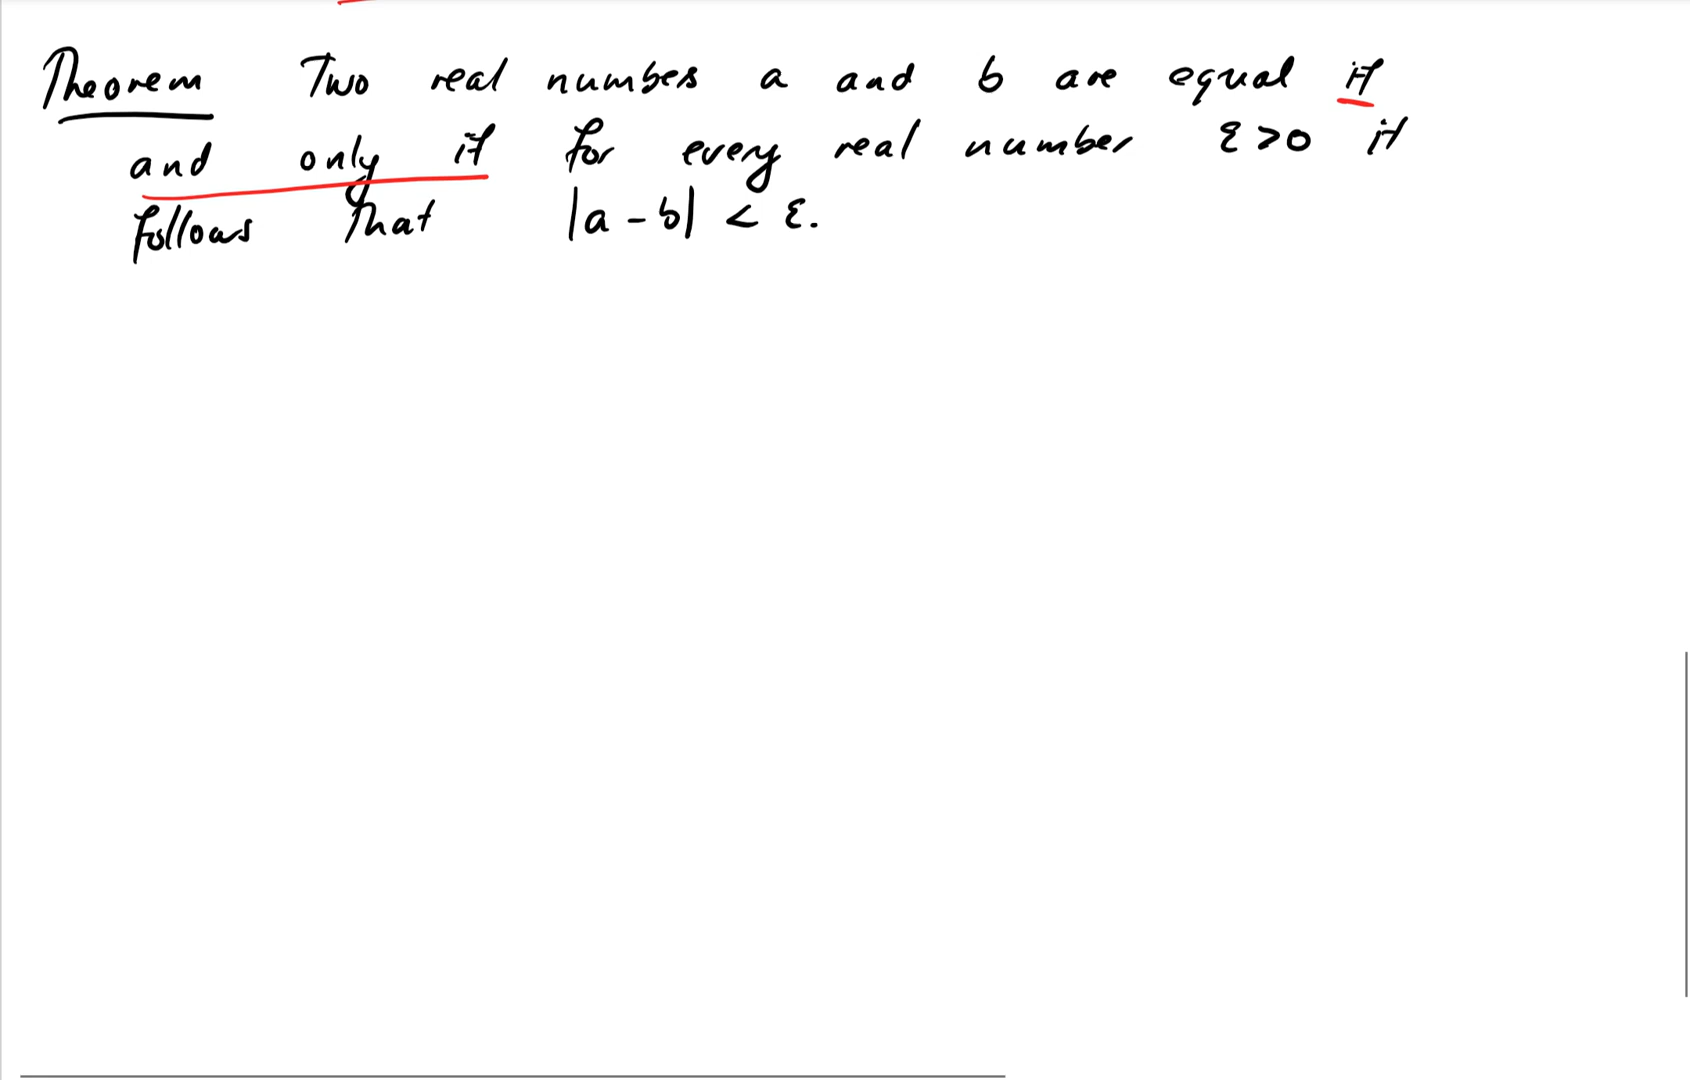 Theorem Two real numbers a and b are equal if
and only if for every real number ε>0 it
follows that |a-b| < ε.